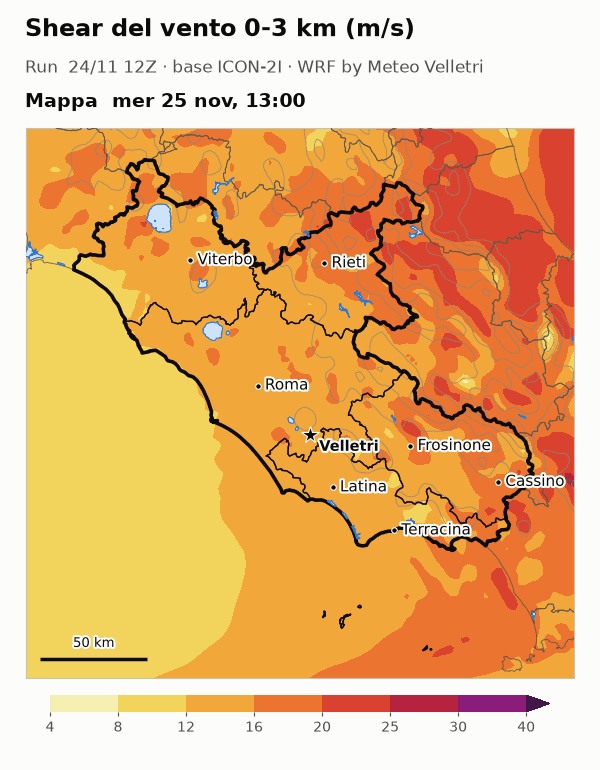 Shear del vento 0-3 km (m/s)
Run  24/11 12Z · base ICON-2I · WRF by Meteo Velletri
Mappa  mer 25 nov, 13:00
Viterbo
Rieti
Roma
Velletri
Frosinone
Latina
Cassino
Terracina
50 km
4 8 12 16 20 25 30 40